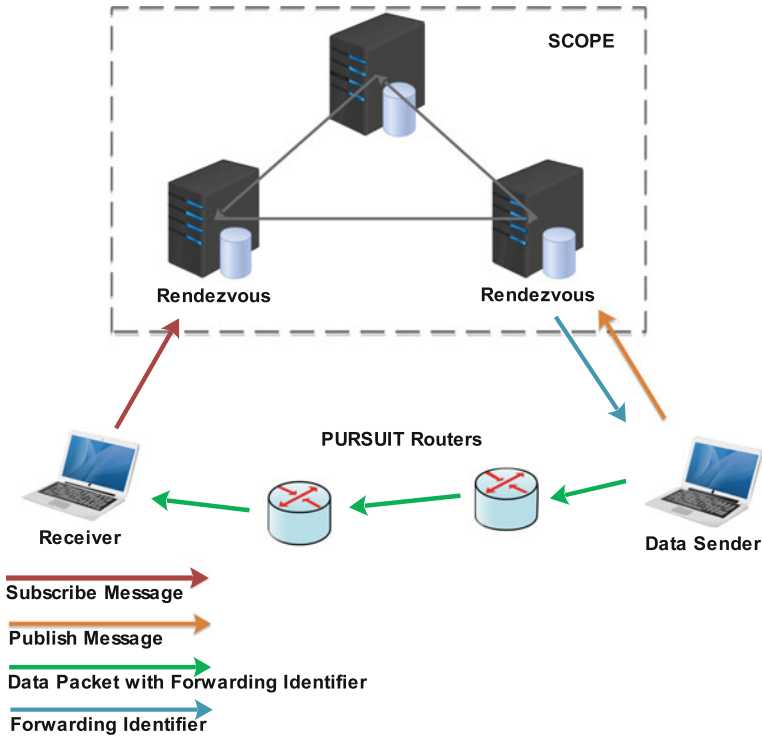 SCOPE
Rendezvous
Rendezvous
PURSUIT Routers
Receiver
Data Sender
Subscribe Message
Publish Message
Data Packet with Forwarding Identifier
Forwarding Identifier